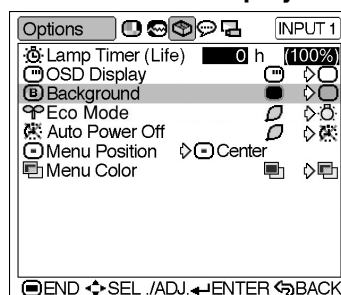 Options INPUT 1
Lamp Timer (Life) 0 h (100%)
OSD Display
B Background
Eco Mode
Auto Power Off
Menu Position Center
Menu Color
END SEL./ADJ. ENTER BACK